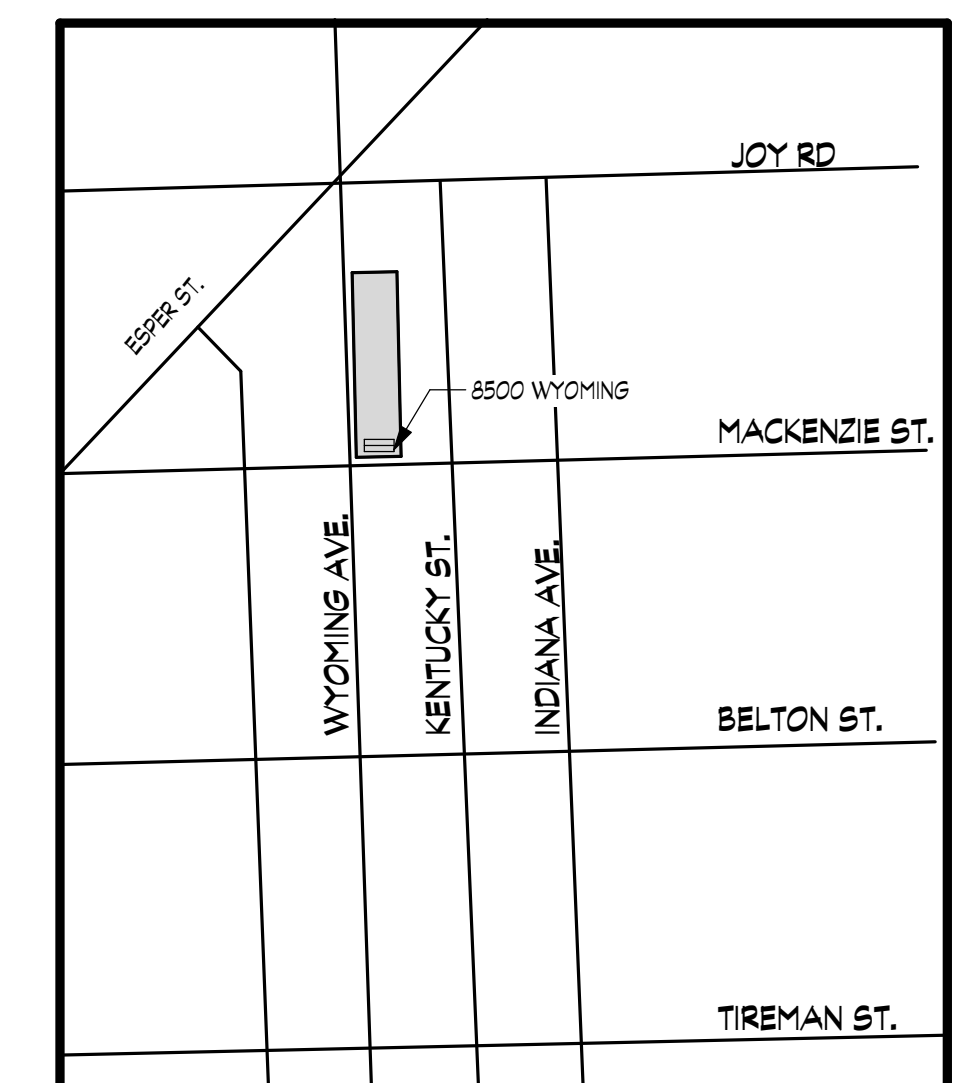 JOY RD
ESPER ST.
8500 WYOMING
MACKENZIE ST.
WYOMING AVE.
KENTUCKY ST.
INDIANA AVE.
BELTON ST.
TIREMAN ST.